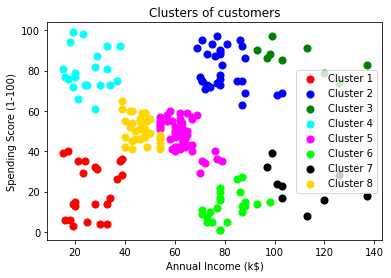 Clusters of customers
100
80
60
40
20
0
Spending Score (1-100)
Cluster 1
Cluster 2
Cluster 3
Cluster 4
Cluster 5
Cluster 6
Cluster 7
Cluster 8
20
40
60
80
100
120
140
Annual Income (k$)